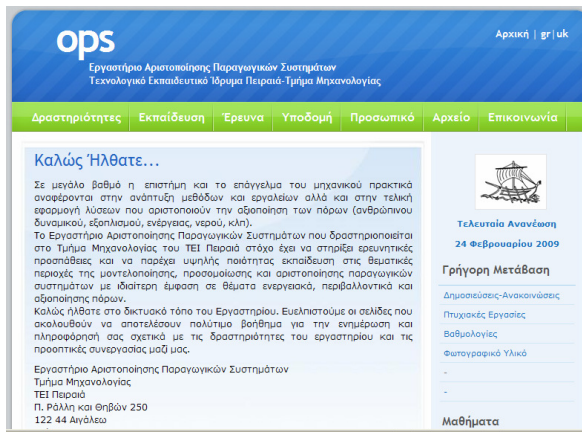 Αρχική | gr|uk
ops
Εργαστήριο Αριστοποίησης Παραγωγικών Συστημάτων
Τεχνολογικό Εκπαιδευτικό Ίδρυμα Πειραιά-Τμήμα Μηχανολογίας
Δραστηριότητες Εκπαίδευση Έρευνα Υποδομή Προσωπικό Αρχείο Επικοινωνία
Καλώς Ήλθατε...
Σε μεγάλο βαθμό η επιστήμη και το επάγγελμα του μηχανικού πρακτικά
αναφέρονται στην ανάπτυξη μεθόδων και εργαλείων αλλά και στην τελική
εφαρμογή λύσεων που αριστοποιούν την αξιοποίηση των πόρων (ανθρώπινου
δυναμικού, εξοπλισμού, ενέργειας, νερού, κλπ).
Το Εργαστήριο Αριστοποίησης Παραγωγικών Συστημάτων που δραστηριοποιείται
στο Τμήμα Μηχανολογίας του ΤΕΙ Πειραιά στόχο έχει να στηρίξει ερευνητικές
προσπάθειες και να παρέχει υψηλής ποιότητας εκπαίδευση στις θεματικές
περιοχές της μοντελοποίησης, προσομοίωσης και αριστοποίησης παραγωγικών
συστημάτων με ιδιαίτερη έμφαση σε θέματα ενεργειακά, περιβαλλοντικά και
αξιοποίησης πόρων.
Καλώς ήλθατε στο δικτυακό τόπο του Εργαστηρίου. Ευελπιστούμε οι σελίδες που
ακολουθούν να αποτελέσουν πολύτιμο βοήθημα για την ενημέρωση και
πληροφόρησή σας σχετικά με τις δραστηριότητες του εργαστηρίου και τις
προοπτικές συνεργασίας μαζί μας.
Εργαστήριο Αριστοποίησης Παραγωγικών Συστημάτων
Τμήμα Μηχανολογίας
ΤΕΙ Πειραιά
Π. Ράλλη και Θηβών 250
122 44 Αιγάλεω
Τελευταία Ανανέωση
24 Φεβρουαρίου 2009
Γρήγορη Μετάβαση
Δημοσιεύσεις-Ανακοινώσεις
Πτυχιακές Εργασίες
Βαθμολογίες
Φωτογραφικό Υλικό
-
-
Μαθήματα